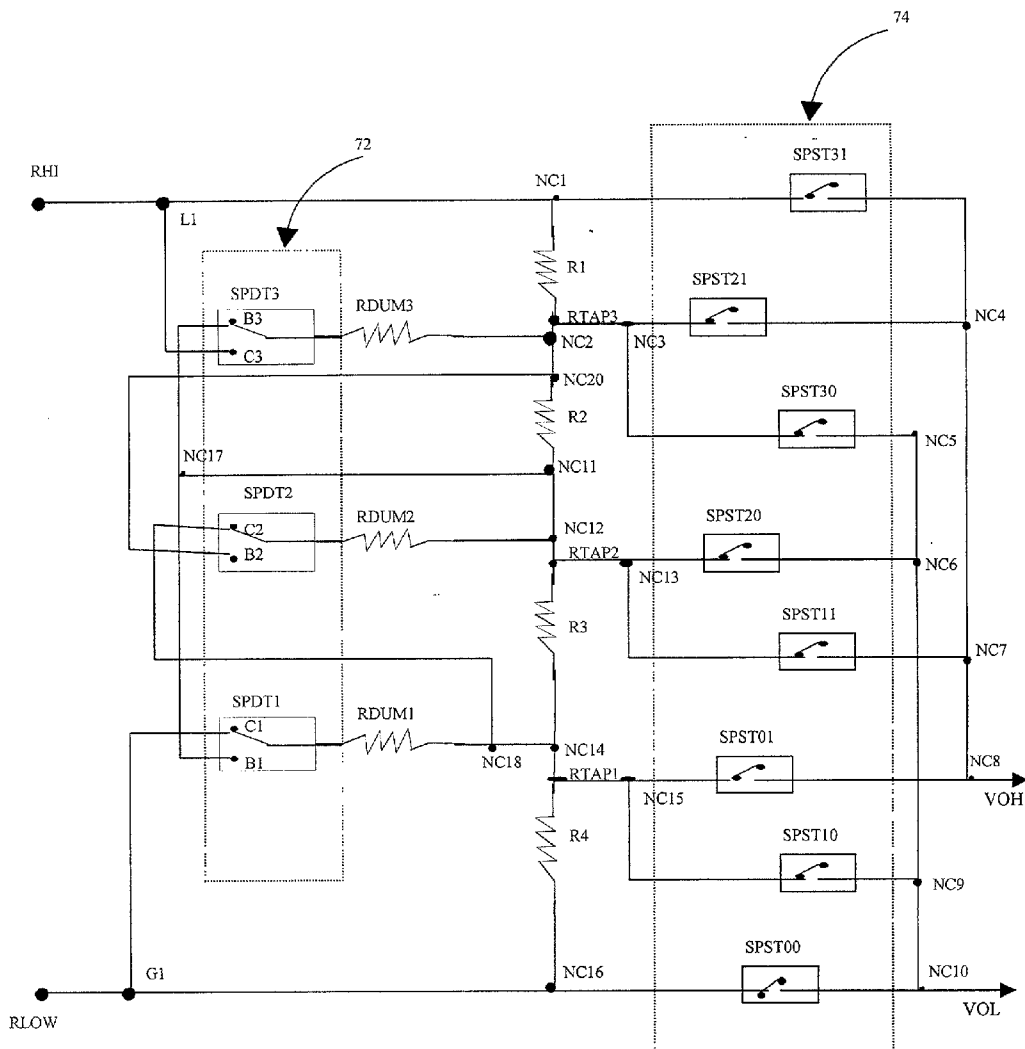 74
72
SPST31
RHI
NC1
L1
R1
SPST21
SPDT3
RDUM3
B3
RTAP3
NC4
NC2
NC3
C3
NC20
SPST30
R2
NC5
NC17
NC11
SPDT2
RDUM2
NC12
SPST20
C2
B2
RTAP2
NC13
NC6
SPST11
R3
NC7
SPDT1
RDUM1
C1
NC14
SPST01
NC18
B1
RTAP1
NC8
NC15
VOH
R4
SPST10
NC9
SPST00
G1
NC16
NC10
RLOW
VOL